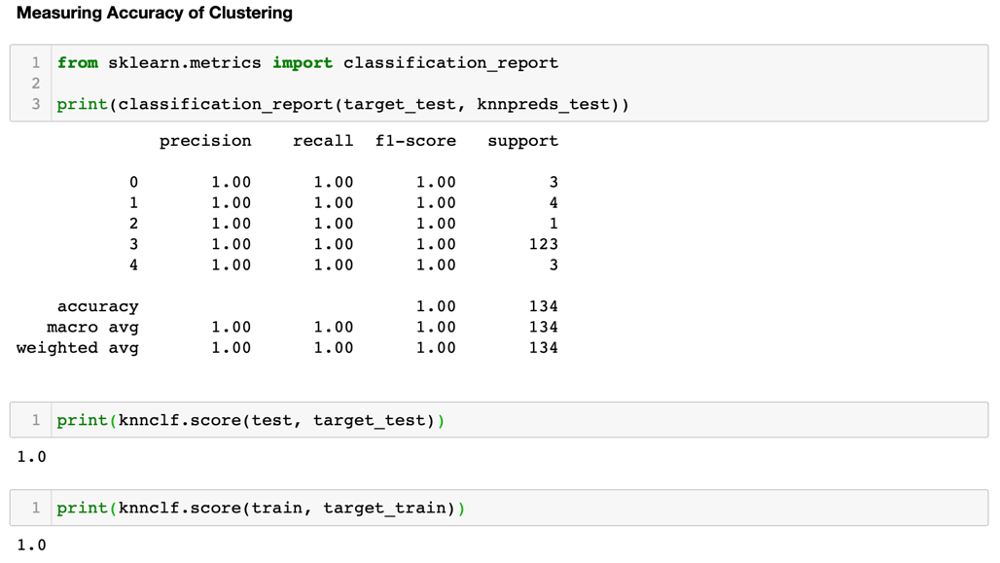 Measuring Accuracy of Clustering
1 from sklearn.metrics import classification_report
2
3 print(classification_report(target_test, knnpreds_test))
precision recall f1-score support
0 1.00 1.00 1.00 3
1 1.00 1.00 1.00 4
2 1.00 1.00 1.00 1
3 1.00 1.00 1.00 123
4 1.00 1.00 1.00 3
accuracy 1.00 134
macro avg 1.00 1.00 1.00 134
weighted avg 1.00 1.00 1.00 134
1 print(knnclf.score(test, target_test))
1.0
1 print(knnclf.score(train, target_train))
1.0